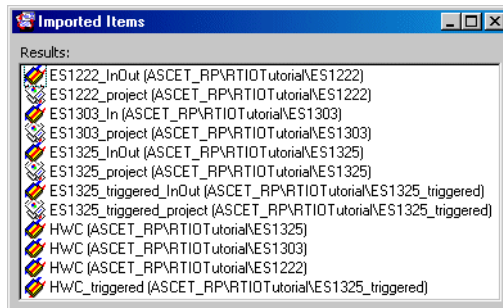 Imported Items
Results:
ES1222_InOut (ASCET_RP\RTIOTutorial\ES1222)
ES1222_project (ASCET_RP\RTIOTutorial\ES1222)
ES1303_In (ASCET_RP\RTIOTutorial\ES1303)
ES1303_project (ASCET_RP\RTIOTutorial\ES1303)
ES1325_InOut (ASCET_RP\RTIOTutorial\ES1325)
ES1325_project (ASCET_RP\RTIOTutorial\ES1325)
ES1325_triggered_InOut (ASCET_RP\RTIOTutorial\ES1325_triggered)
ES1325_triggered_project (ASCET_RP\RTIOTutorial\ES1325_triggered)
HWC (ASCET_RP\RTIOTutorial\ES1325)
HWC (ASCET_RP\RTIOTutorial\ES1303)
HWC (ASCET_RP\RTIOTutorial\ES1222)
HWC_triggered (ASCET_RP\RTIOTutorial\ES1325_triggered)